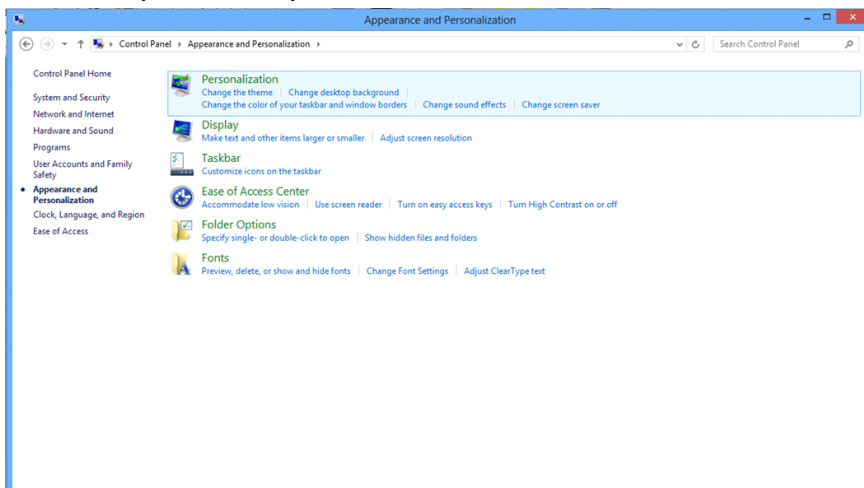 Appearance and Personalization
Control Panel Appearance and Personalization
Search Control Panel
Control Panel Home
System and Security
Network and Internet
Hardware and Sound
Programs
User Accounts and Family
Safety
Appearance and
Personalization
Clock, Language, and Region
Ease of Access
Personalization
Change the theme Change desktop background
Change the color of your taskbar and window borders Change sound effects Change screen saver
Display
Make text and other items larger or smaller Adjust screen resolution
Taskbar
Customize icons on the taskbar
Ease of Access Center
Accommodate low vision Use screen reader Turn on easy access keys Turn High Contrast on or off
Folder Options
Specify single- or double-click to open Show hidden files and folders
Fonts
Preview, delete, or show and hide fonts Change Font Settings Adjust ClearType text